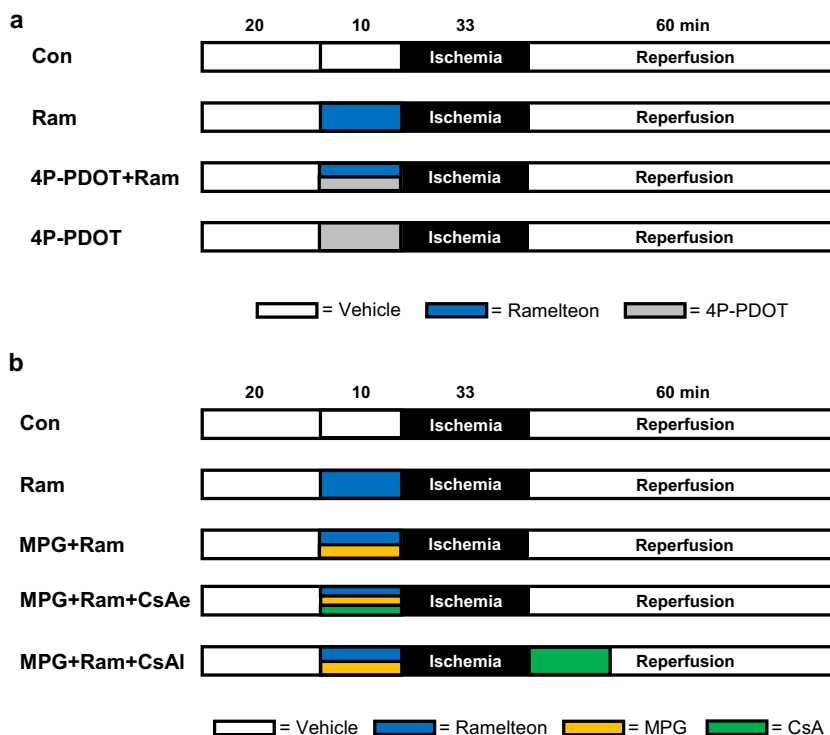 a
20 10 33 60 min
Con Ischemia Reperfusion
Ram Ischemia Reperfusion
4P-PDOT+Ram Ischemia Reperfusion
4P-PDOT Ischemia Reperfusion
= Vehicle = Ramelteon = 4P-PDOT
b
20 10 33 60 min
Con Ischemia Reperfusion
Ram Ischemia Reperfusion
MPG+Ram Ischemia Reperfusion
MPG+Ram+CsAe Ischemia Reperfusion
MPG+Ram+CsAl Ischemia Reperfusion
= Vehicle = Ramelteon = MPG = CsA